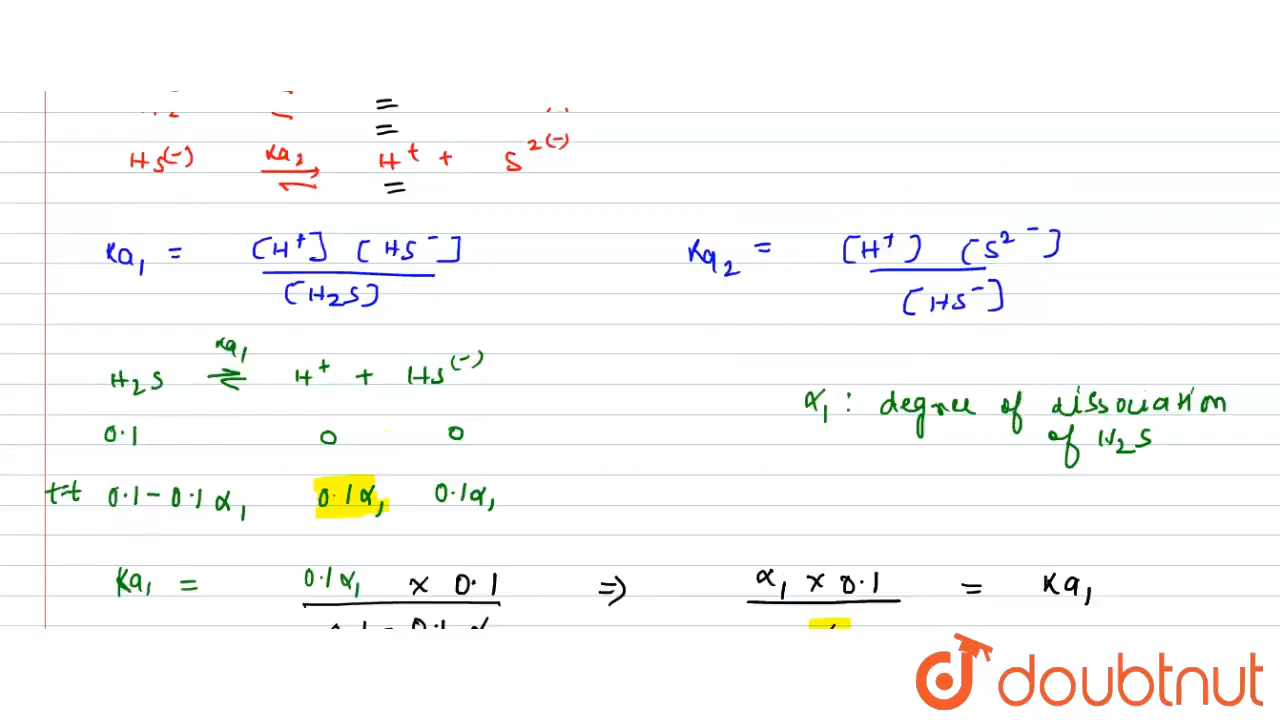 HS(-) Ka2 ⇌ H+ + S2(-)
Ka1 = [H+] [HS-] / [H2S]
Ka2 = [H+] [S2-] / [HS-]
H2S Ka1 ⇌ H+ + HS(-)
0.1 0 0
α1 : degree of dissociation
of H2S
t=t 0.1-0.1α1 0.1α1 0.1α1
Ka1 = 0.1α1 × 0.1 ⇒ α1 × 0.1 = Ka1
doubtnut